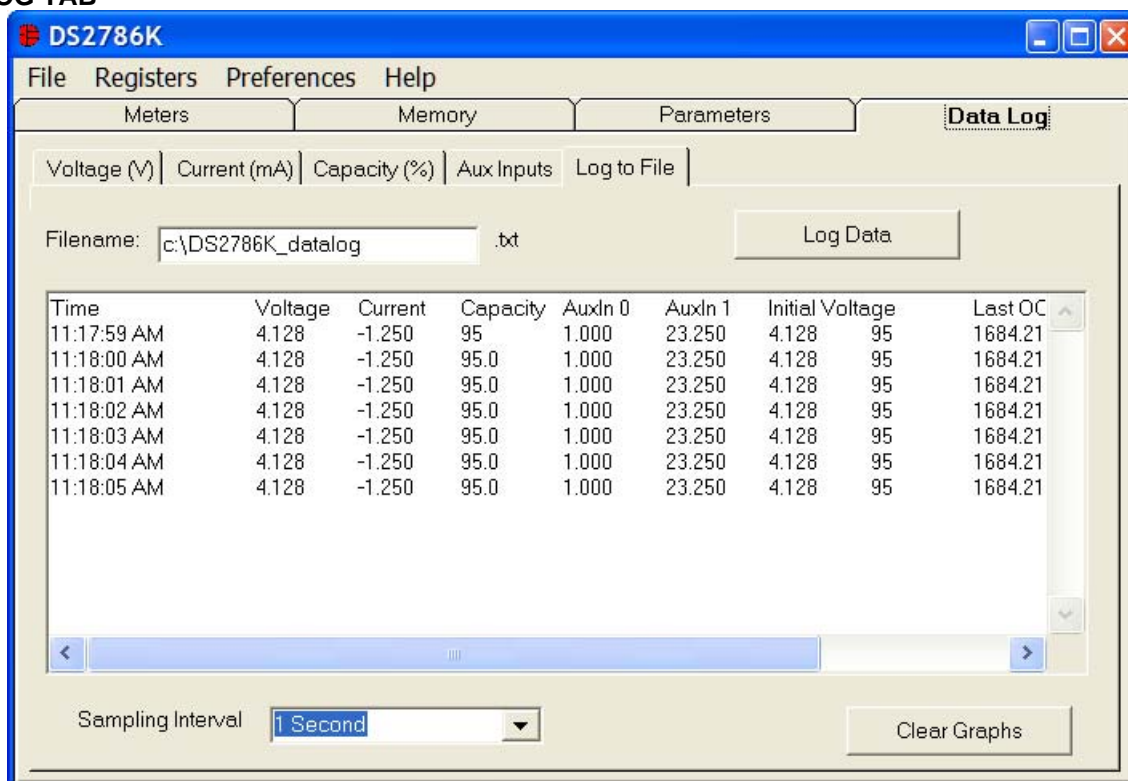 OG TAB
DS2786K
File Registers Preferences Help
Meters Memory Parameters Data Log
Voltage (V) Current (mA) Capacity (%) Aux Inputs Log to File
Filename: c:\DS2786K_datalog .txt Log Data
Time Voltage Current Capacity AuxIn 0 AuxIn 1 Initial Voltage Last OC
11:17:59 AM 4.128 -1.250 95 1.000 23.250 4.128 95 1684.21
11:18:00 AM 4.128 -1.250 95.0 1.000 23.250 4.128 95 1684.21
11:18:01 AM 4.128 -1.250 95.0 1.000 23.250 4.128 95 1684.21
11:18:02 AM 4.128 -1.250 95.0 1.000 23.250 4.128 95 1684.21
11:18:03 AM 4.128 -1.250 95.0 1.000 23.250 4.128 95 1684.21
11:18:04 AM 4.128 -1.250 95.0 1.000 23.250 4.128 95 1684.21
11:18:05 AM 4.128 -1.250 95.0 1.000 23.250 4.128 95 1684.21
Sampling Interval 1 Second Clear Graphs